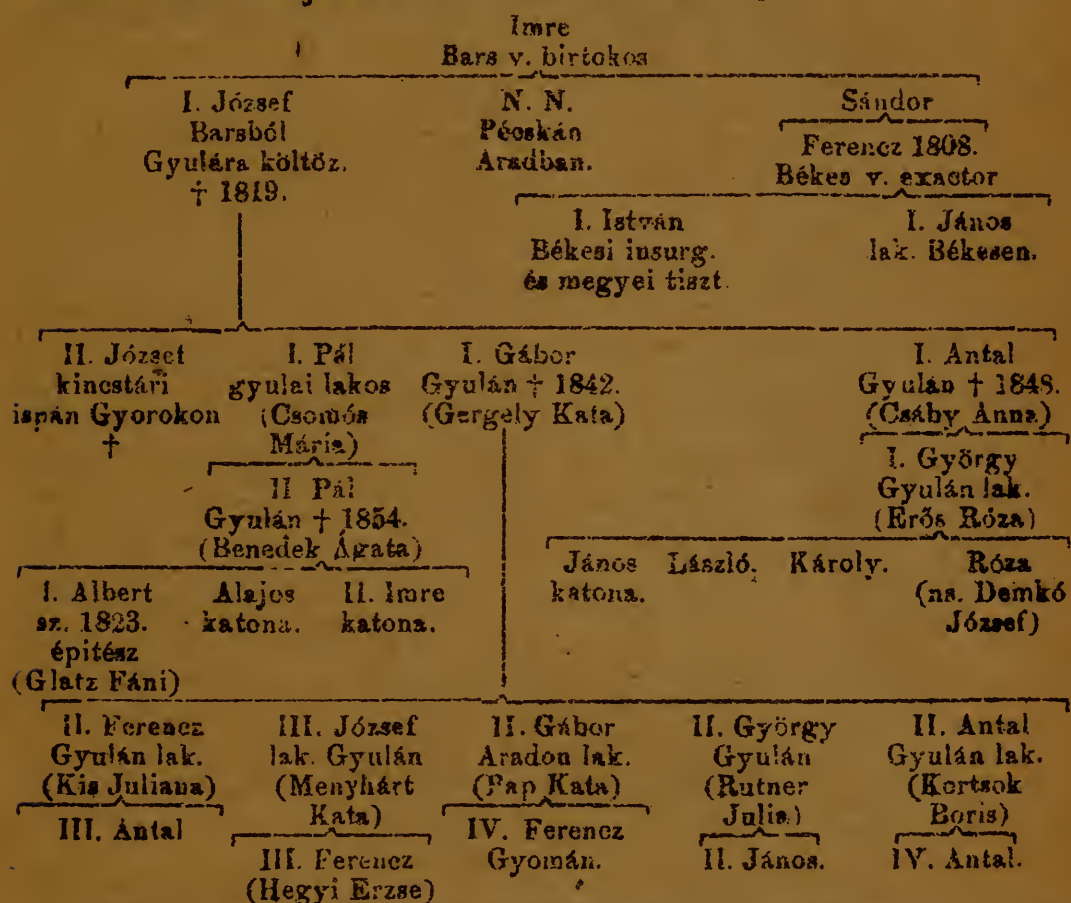 Imre
Bars v. birtokos
I. József N. N. Sándor
Barsból Pécskán Ferencz 1808.
Gyulára költöz. Aradban. Békes v. exactor
† 1819.
I. István I. János
Békesi insurg. lak. Békesen.
és megyei tiszt.
II. József I. Pál I. Gábor I. Antal
kincstári gyulai lakos Gyulán † 1842. Gyulán † 1848.
ispán Gyorokon (Csomós (Gergely Kata) (Csáby Anna)
† Mária)
I. György
II Pál Gyulán lak.
Gyulán † 1854. (Erős Róza)
(Benedek Ágata)
János László. Károly. Róza
katona. (ns. Demkó
József)
I. Albert Alajos II. Imre
sz. 1823. katona. katona.
épitész
(Glatz Fáni)
II. Ferencz III. József II. Gábor II. György II. Antal
Gyulán lak. lak. Gyulán Aradon lak. Gyulán Gyulán lak.
(Kis Juliana) (Menyhárt (Pap Kata) (Rutner (Kertsok
III. Antal Kata) IV. Ferencz Julia) Boris)
III. Ferencz Gyomán. II. János. IV. Antal.
(Hegyi Erzse)